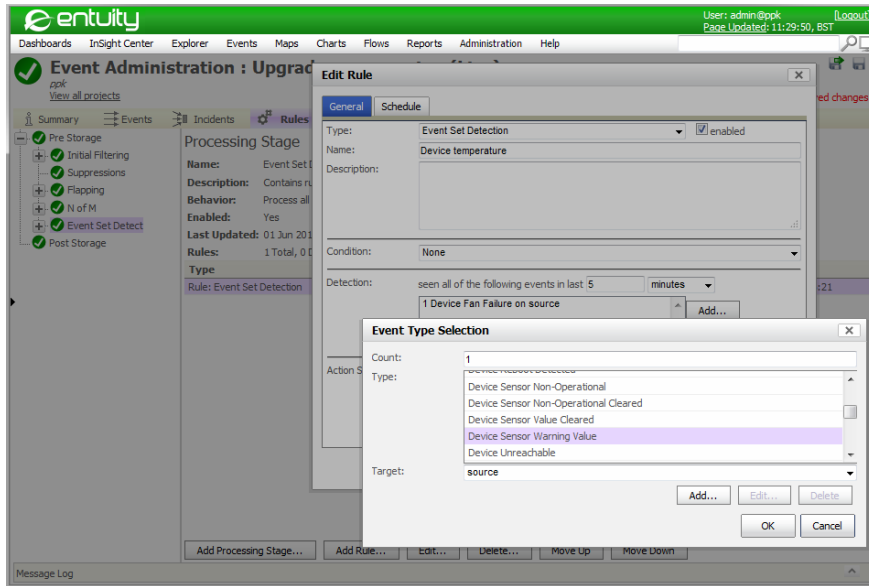 entuity
User: admin@ppk [Logout]
Page Updated: 11:29:50, BST
Dashboards InSight Center Explorer Events Maps Charts Flows Reports Administration Help
Event Administration : Upgrad
ppk
View all projects
ed changes
Summary Events Incidents Rules
Pre Storage
Initial Filtering
Suppressions
Flapping
N of M
Event Set Detect
Post Storage
Processing Stage
Name: Event Set
Description: Contains ru
Behavior: Process all
Enabled: Yes
Last Updated: 01 Jun 201
Rules: 1 Total, 0
Type
Rule: Event Set Detection
:21
Edit Rule
General Schedule
Type: Event Set Detection enabled
Name: Device temperature
Description:
Condition: None
Detection: seen all of the following events in last 5 minutes
1 Device Fan Failure on source
Add...
Action S
Event Type Selection
Count: 1
Type: Device Reboot Detected
Device Sensor Non-Operational
Device Sensor Non-Operational Cleared
Device Sensor Value Cleared
Device Sensor Warning Value
Device Unreachable
Target: source
Add... Edit... Delete
OK Cancel
Add Processing Stage... Add Rule... Edit... Delete... Move Up Move Down
Message Log